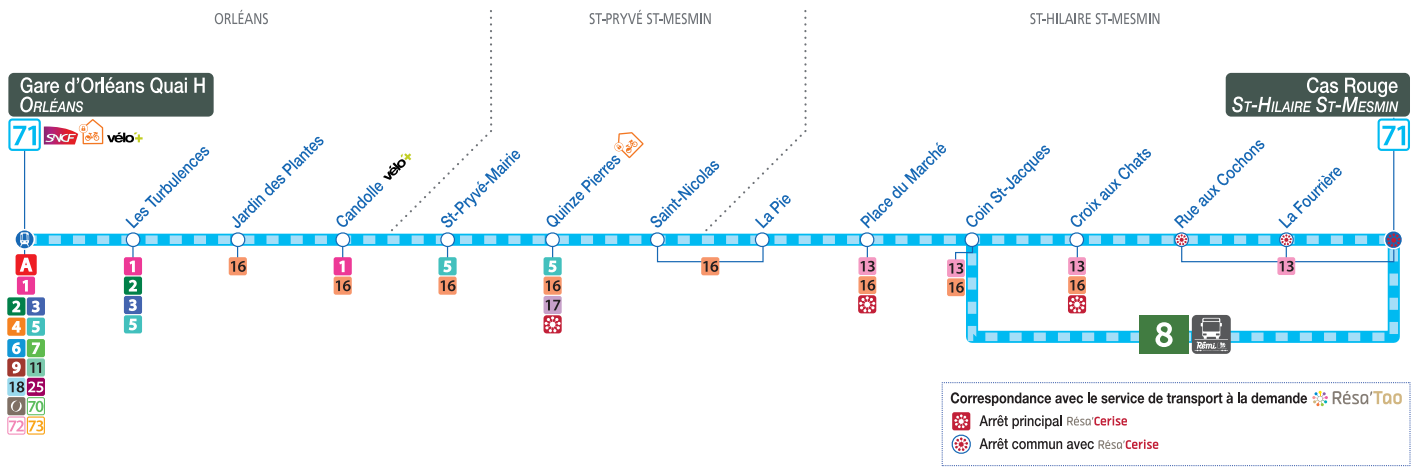 ORLÉANS
ST-PRYVÉ ST-MESMIN
ST-HILAIRE ST-MESMIN
Gare d'Orléans Quai H
ORLÉANS
71
SNCF
vélo+
Cas Rouge
ST-HILAIRE ST-MESMIN
71
Les Turbulences
Jardin des Plantes
Candolle
vélo+
St-Pryvé-Mairie
Quinze Pierres
Saint-Nicolas
La Pie
Place du Marché
Coin St-Jacques
Croix aux Chats
Rue aux Cochons
La Fourrière
A
1
2 3
4 5
6 7
9 11
18 25
O 70
72 73
1
2
3
5
16
1
16
5
16
5
16
17
16
13
16
13
16
13
16
13
8
Rémi
Correspondance avec le service de transport à la demande Résa'Tao
Arrêt principal Résa'Cerise
Arrêt commun avec Résa'Cerise